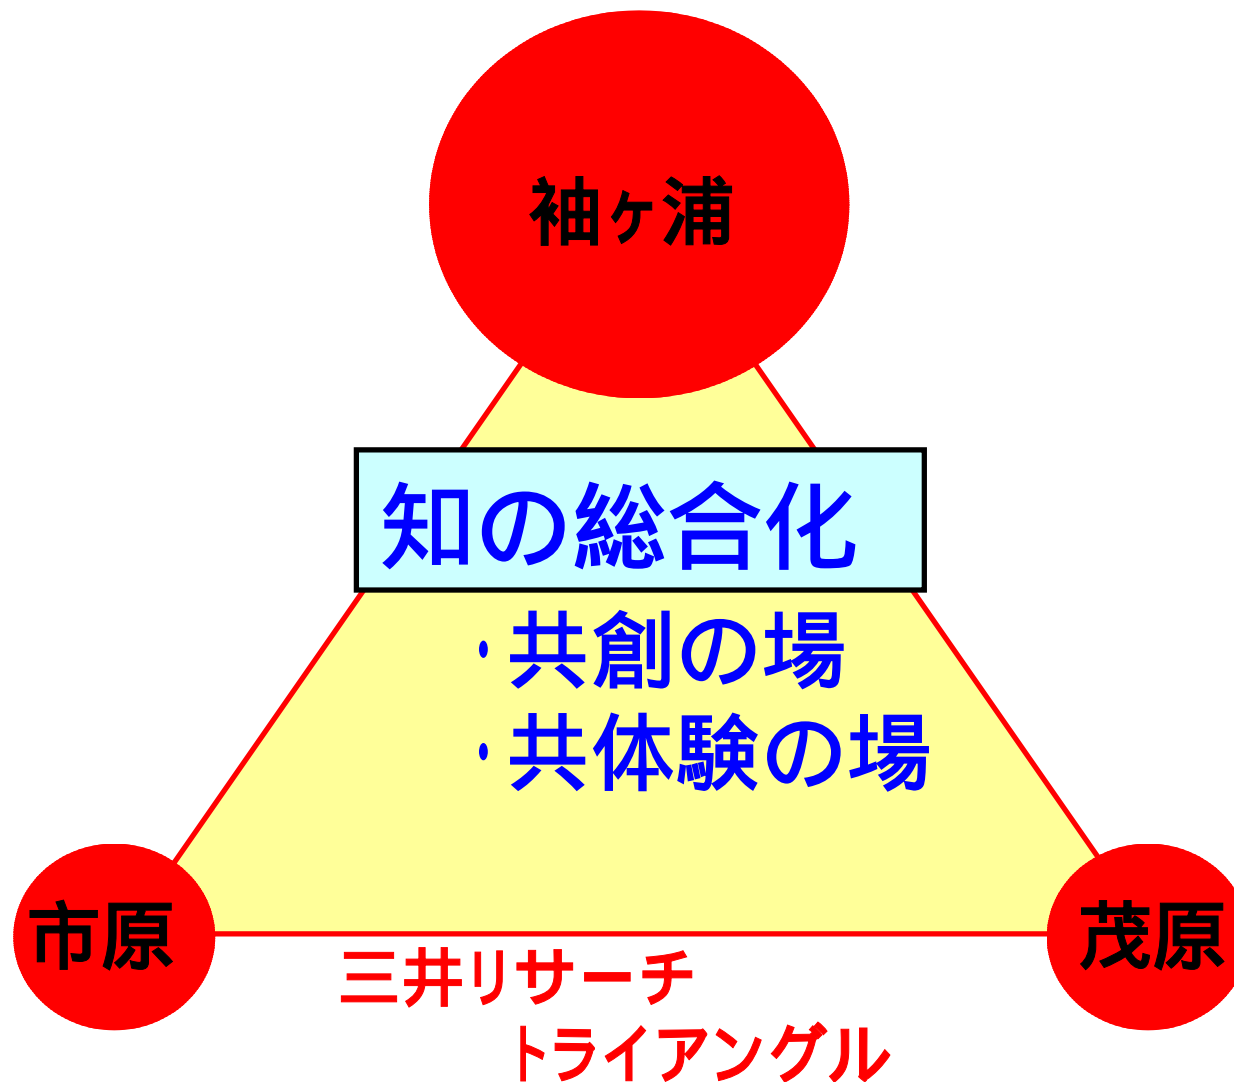 袖ヶ浦
知の総合化
・共創の場
・共体験の場
市原
茂原
三井リサーチ
トライアングル